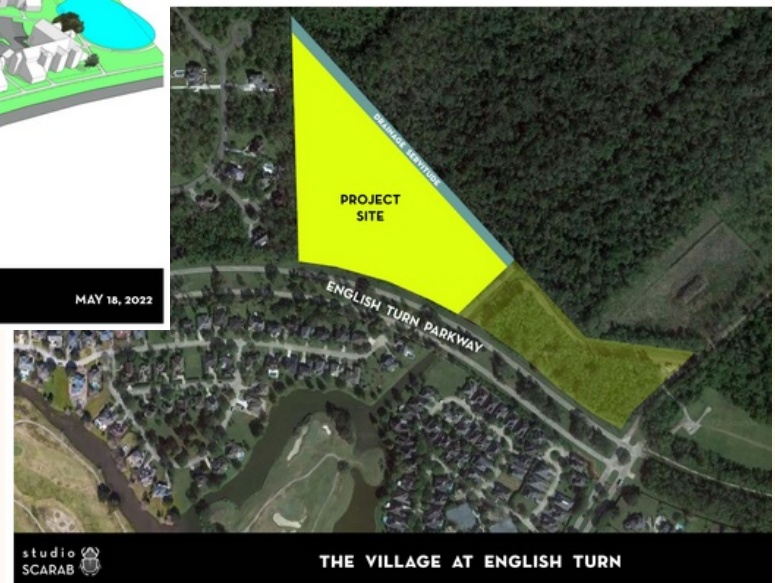 MAY 18, 2022
DRAINAGE SERVITUDE
PROJECT
SITE
ENGLISH TURN PARKWAY
studio
SCARAB
THE VILLAGE AT ENGLISH TURN